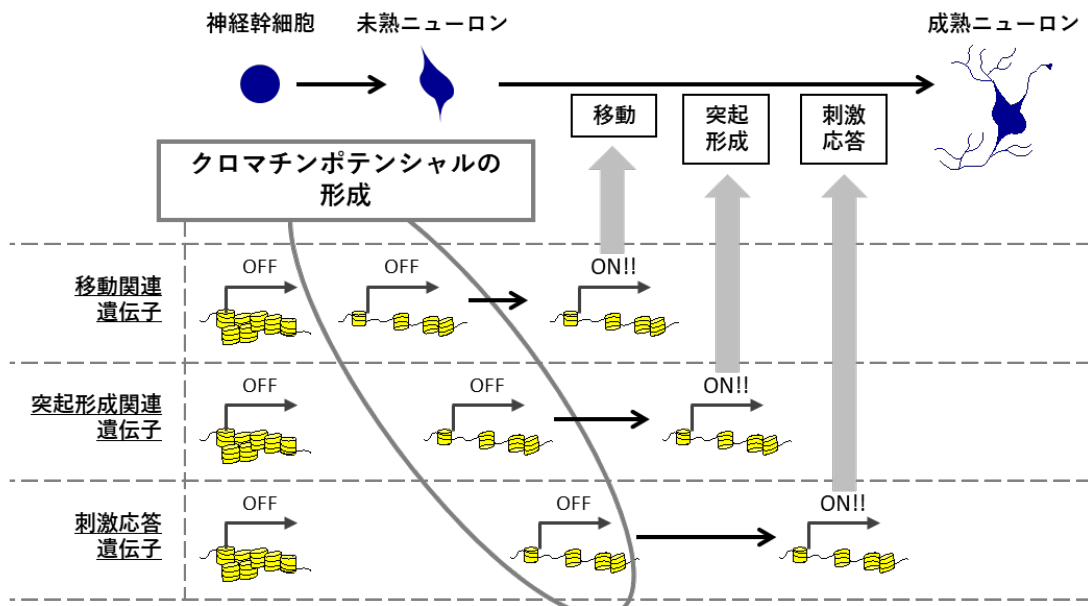 神経幹細胞
未熟ニューロン
成熟ニューロン
移動
突起
形成
刺激
応答
クロマチンポテンシャルの
形成
移動関連
遺伝子
OFF
OFF
ON!!
突起形成関連
遺伝子
OFF
OFF
ON!!
刺激応答
遺伝子
OFF
OFF
ON!!